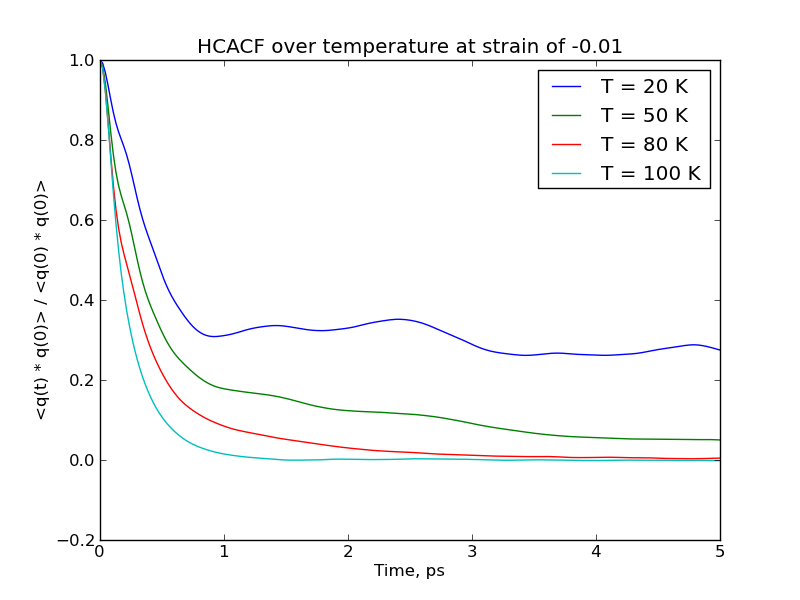 HCACF over temperature at strain of -0.01
1.0
0.8
0.6
0.4
0.2
0.0
−0.2
<q(t) * q(0)> / <q(0) * q(0)>
T = 20 K
T = 50 K
T = 80 K
T = 100 K
0 1 2 3 4 5
Time, ps